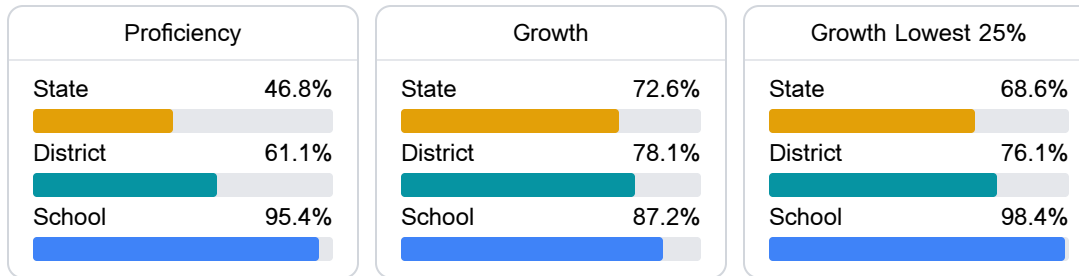 Proficiency
State 46.8%
District 61.1%
School 95.4%
Growth
State 72.6%
District 78.1%
School 87.2%
Growth Lowest 25%
State 68.6%
District 76.1%
School 98.4%